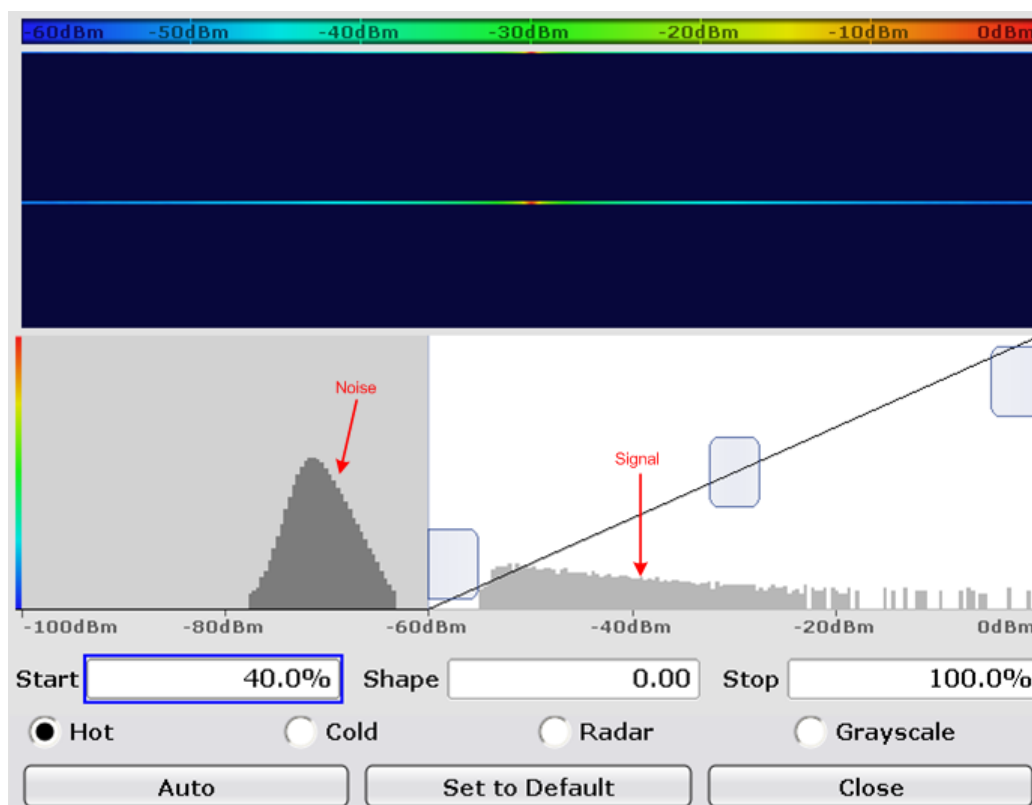 -60dBm -50dBm -40dBm -30dBm -20dBm -10dBm 0dBm
Noise
Signal
-100dBm -80dBm -60dBm -40dBm -20dBm 0dBm
Start 40.0% Shape 0.00 Stop 100.0%
Hot Cold Radar Grayscale
Auto Set to Default Close